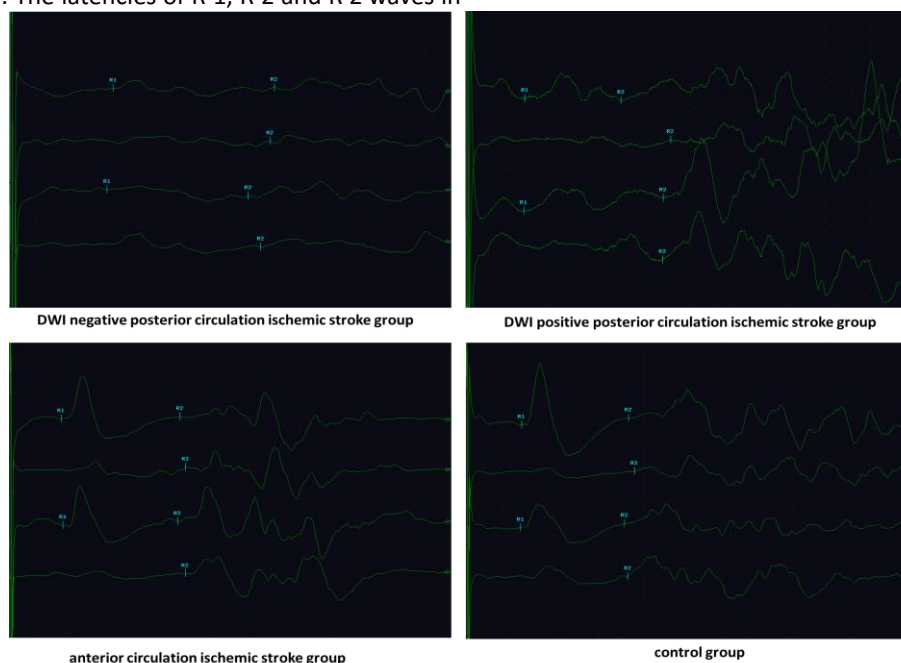 . The latencies of R-1, R-2 and R 2 waves in
R1 R2
R2
R1 R2
R2
DWI negative posterior circulation ischemic stroke group
R1 R2
R2
R1 R2
R2
DWI positive posterior circulation ischemic stroke group
R1 R2
R2
R1 R2
R2
anterior circulation ischemic stroke group
R1 R2
R2
R1 R2
R2
control group